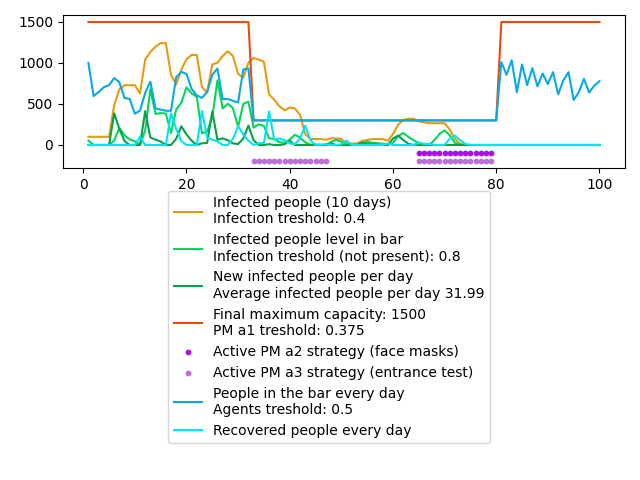 1500
1000
500
0
0 20 40 60 80 100
Infected people (10 days)
Infection treshold: 0.4
Infected people level in bar
Infection treshold (not present): 0.8
New infected people per day
Average infected people per day 31.99
Final maximum capacity: 1500
PM a1 treshold: 0.375
Active PM a2 strategy (face masks)
Active PM a3 strategy (entrance test)
People in the bar every day
Agents treshold: 0.5
Recovered people every day